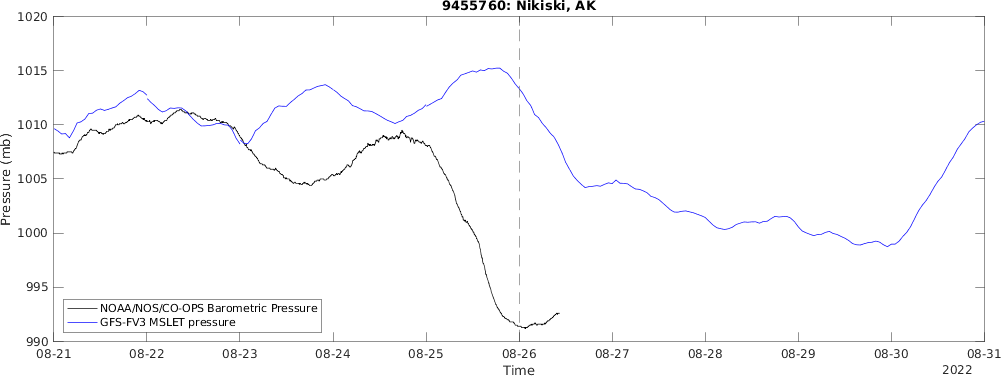 9455760: Nikiski, AK
1020
1015
1010
1005
1000
995
990
Pressure (mb)
NOAA/NOS/CO-OPS Barometric Pressure
GFS-FV3 MSLET pressure
08-21 08-22 08-23 08-24 08-25 08-26 08-27 08-28 08-29 08-30 08-31
Time
2022